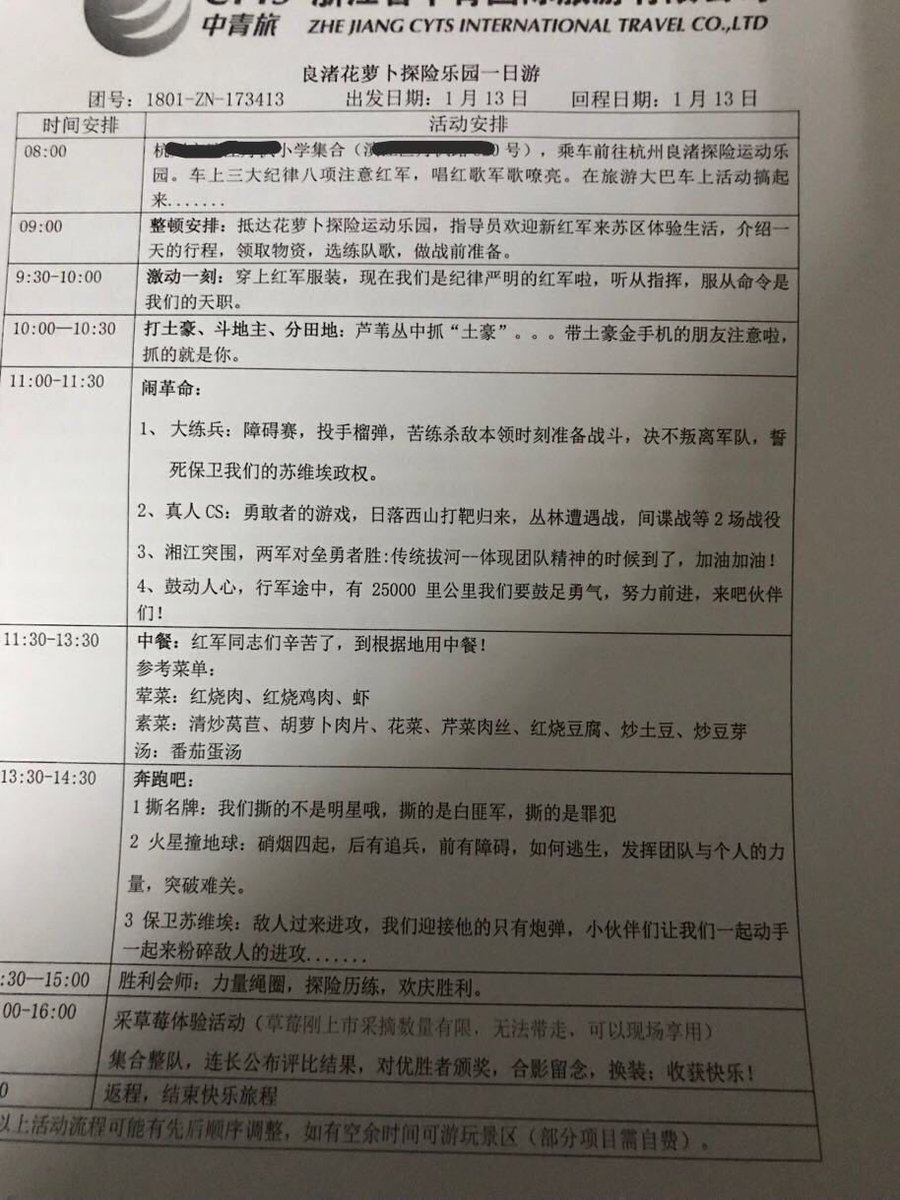 中青旅 ZHE JIANG CYTS INTERNATIONAL TRAVEL CO.,LTD
良渚花萝卜探险乐园一日游
团号：1801-ZN-173413 出发日期：1月13日 回程日期：1月13日
时间安排 活动安排
08:00 杭 小学集合（滨 号），乘车前往杭州良渚探险运动乐
园。车上三大纪律八项注意红军，唱红歌军歌嘹亮。在旅游大巴车上活动搞起
来.......
09:00 整顿安排：抵达花萝卜探险运动乐园，指导员欢迎新红军来苏区体验生活，介绍一
天的行程，领取物资，选练队歌，做战前准备。
9:30-10:00 激动一刻：穿上红军服装，现在我们是纪律严明的红军啦，听从指挥，服从命令是
我们的天职。
10:00—10:30 打土豪、斗地主、分田地：芦苇丛中抓“土豪”。。。带土豪金手机的朋友注意啦，
抓的就是你。
11:00-11:30 闹革命：
1、 大练兵：障碍赛，投手榴弹，苦练杀敌本领时刻准备战斗，决不叛离军队，誓
死保卫我们的苏维埃政权。
2、真人 CS：勇敢者的游戏，日落西山打靶归来，丛林遭遇战，间谍战等 2 场战役
3、湘江突围，两军对垒勇者胜:传统拔河--体现团队精神的时候到了，加油加油！
4、鼓动人心，行军途中，有 25000 里公里我们要鼓足勇气，努力前进，来吧伙伴
们！
11:30-13:30 中餐：红军同志们辛苦了，到根据地用中餐！
参考菜单：
荤菜：红烧肉、红烧鸡肉、虾
素菜：清炒莴苣、胡萝卜肉片、花菜、芹菜肉丝、红烧豆腐、炒土豆、炒豆芽
汤：番茄蛋汤
13:30-14:30 奔跑吧：
1 撕名牌：我们撕的不是明星哦，撕的是白匪军，撕的是罪犯
2 火星撞地球：硝烟四起，后有追兵，前有障碍，如何逃生，发挥团队与个人的力
量，突破难关。
3 保卫苏维埃：敌人过来进攻，我们迎接他的只有炮弹，小伙伴们让我们一起动手
一起来粉碎敌人的进攻.......
:30—15:00 胜利会师：力量绳圈，探险历练，欢庆胜利。
00-16:00 采草莓体验活动（草莓刚上市采摘数量有限，无法带走，可以现场享用）
集合整队，连长公布评比结果，对优胜者颁奖，合影留念，换装；收获快乐！
0 返程，结束快乐旅程
以上活动流程可能有先后顺序调整，如有空余时间可游玩景区（部分项目需自费）。